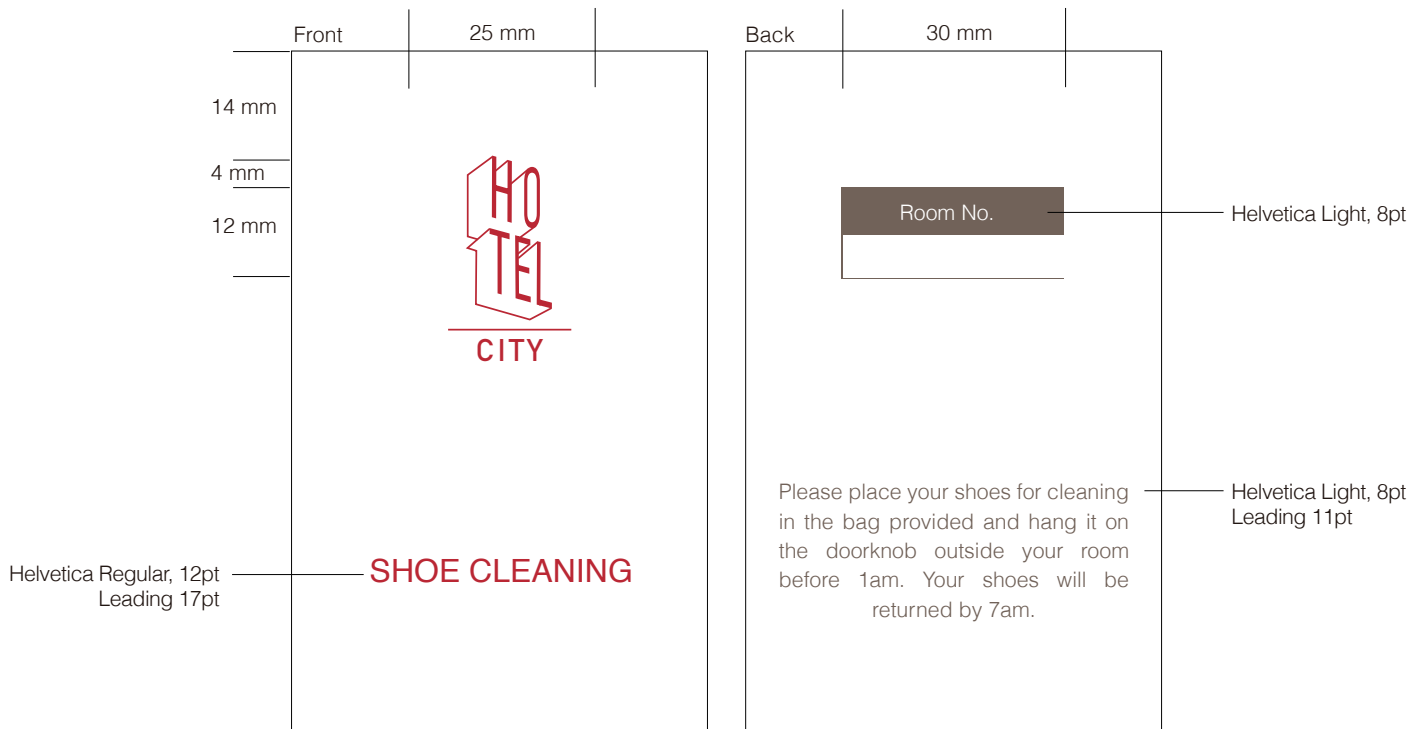 Front
25 mm
14 mm
4 mm
12 mm
HO
TEL
CITY
Helvetica Regular, 12pt
Leading 17pt
SHOE CLEANING
Back
30 mm
Room No.
Helvetica Light, 8pt
Please place your shoes for cleaning
in the bag provided and hang it on
the doorknob outside your room
before 1am. Your shoes will be
returned by 7am.
Helvetica Light, 8pt
Leading 11pt